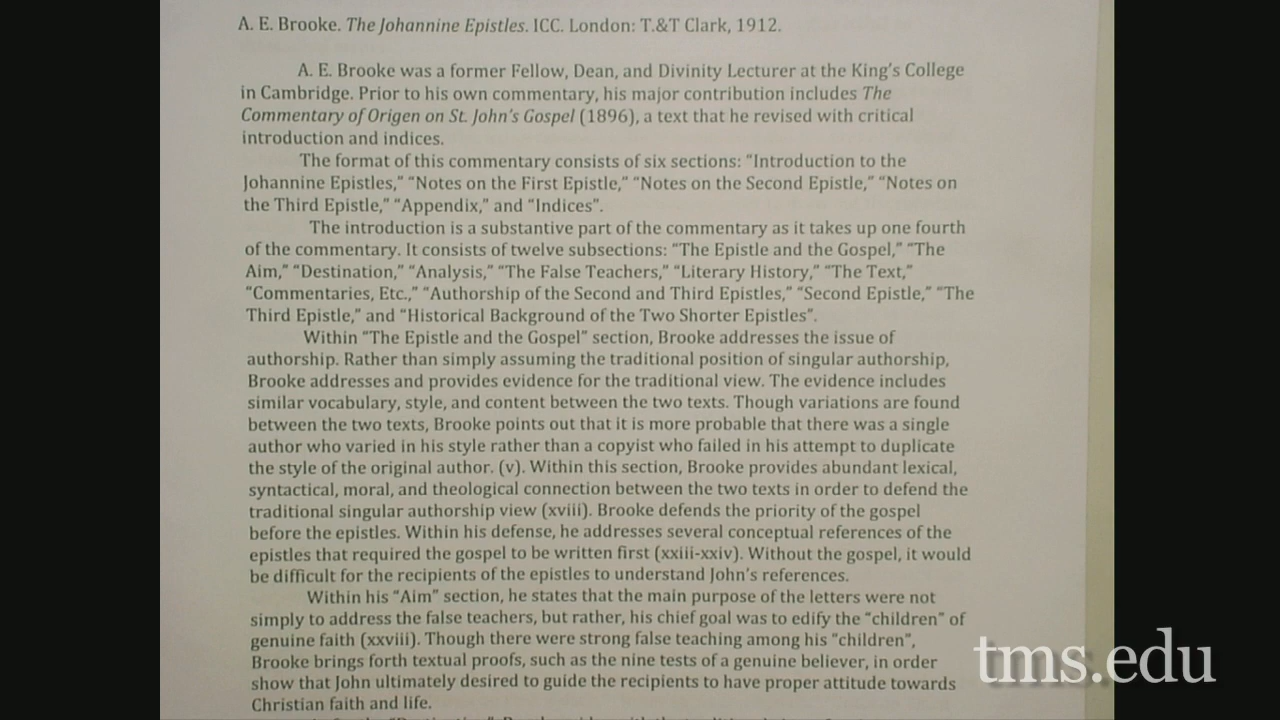 A. E. Brooke. The Johannine Epistles. ICC. London: T.&T Clark, 1912.
A. E. Brooke was a former Fellow, Dean, and Divinity Lecturer at the King's College
in Cambridge. Prior to his own commentary, his major contribution includes The
Commentary of Origen on St. John's Gospel (1896), a text that he revised with critical
introduction and indices.
The format of this commentary consists of six sections: "Introduction to the
Johannine Epistles," "Notes on the First Epistle," "Notes on the Second Epistle," "Notes on
the Third Epistle," "Appendix," and "Indices".
The introduction is a substantive part of the commentary as it takes up one fourth
of the commentary. It consists of twelve subsections: "The Epistle and the Gospel," "The
Aim," "Destination," "Analysis," "The False Teachers," "Literary History," "The Text,"
"Commentaries, Etc.," "Authorship of the Second and Third Epistles," "Second Epistle," "The
Third Epistle," and "Historical Background of the Two Shorter Epistles".
Within "The Epistle and the Gospel" section, Brooke addresses the issue of
authorship. Rather than simply assuming the traditional position of singular authorship,
Brooke addresses and provides evidence for the traditional view. The evidence includes
similar vocabulary, style, and content between the two texts. Though variations are found
between the two texts, Brooke points out that it is more probable that there was a single
author who varied in his style rather than a copyist who failed in his attempt to duplicate
the style of the original author. (v). Within this section, Brooke provides abundant lexical,
syntactical, moral, and theological connection between the two texts in order to defend the
traditional singular authorship view (xviii). Brooke defends the priority of the gospel
before the epistles. Within his defense, he addresses several conceptual references of the
epistles that required the gospel to be written first (xxiii-xxiv). Without the gospel, it would
be difficult for the recipients of the epistles to understand John's references.
Within his "Aim" section, he states that the main purpose of the letters were not
simply to address the false teachers, but rather, his chief goal was to edify the "children" of
genuine faith (xxviii). Though there were strong false teaching among his "children",
Brooke brings forth textual proofs, such as the nine tests of a genuine believer, in order
show that John ultimately desired to guide the recipients to have proper attitude towards
Christian faith and life.
tms.edu